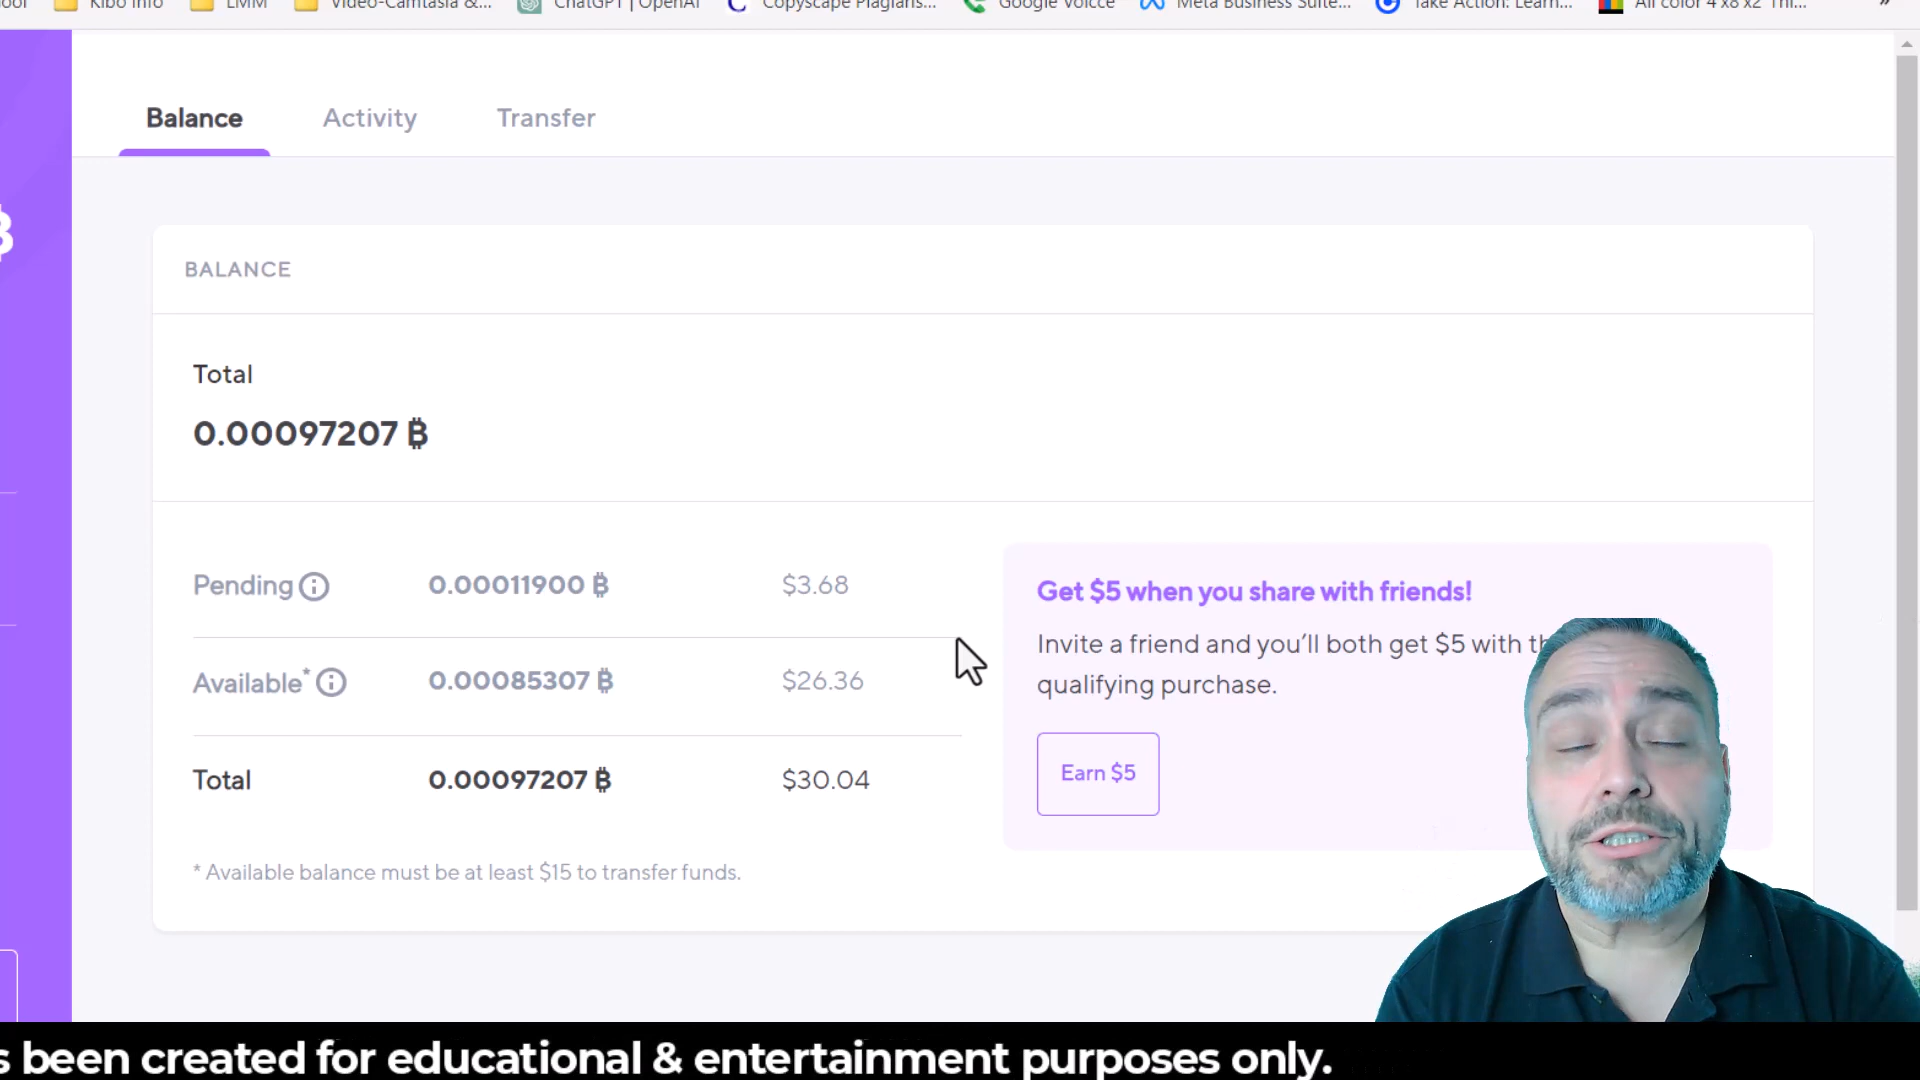 Kibo Info LMM Video-Camtasia &... ChatGPT | OpenAI Copyscape Plagiaris... Google Voicce Meta Business Suite... Take Action: Learn... All color 4 x8 x2 Thi... »
Balance Activity Transfer
BALANCE
Total
0.00097207 ₿
Pending 0.00011900 ₿ $3.68
Available* 0.00085307 ₿ $26.36
Total 0.00097207 ₿ $30.04
* Available balance must be at least $15 to transfer funds.
Get $5 when you share with friends!
Invite a friend and you'll both get $5 with
qualifying purchase.
Earn $5
been created for educational & entertainment purposes only.